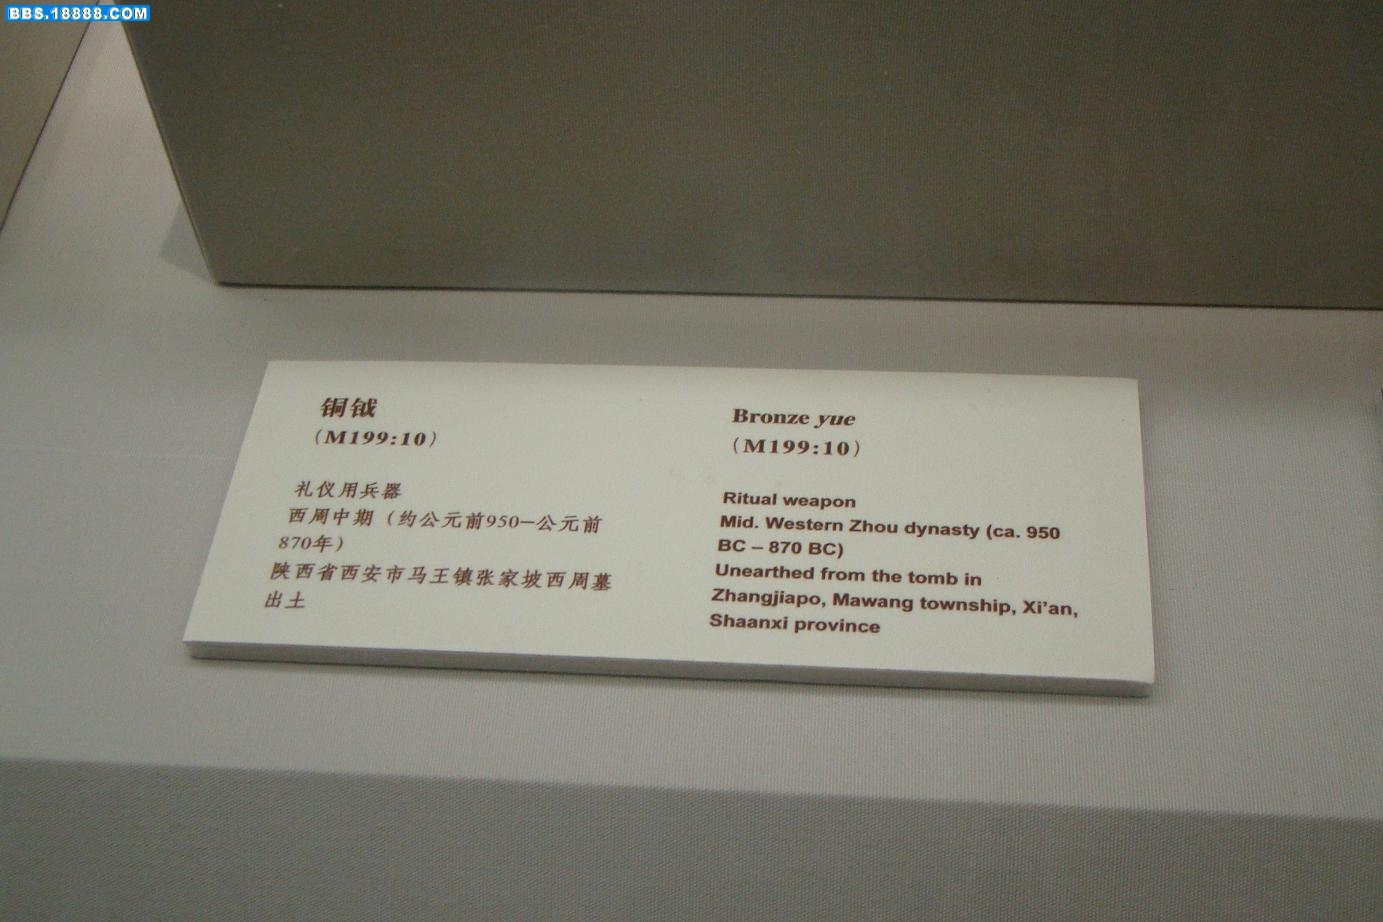 BBS.18888.COM
铜钺
（M199:10）
礼仪用兵器
西周中期（约公元前950—公元前
870年）
陕西省西安市马王镇张家坡西周墓
出土
Bronze yue
（M199:10）
Ritual weapon
Mid. Western Zhou dynasty (ca. 950
BC – 870 BC)
Unearthed from the tomb in
Zhangjiapo, Mawang township, Xi’an,
Shaanxi province